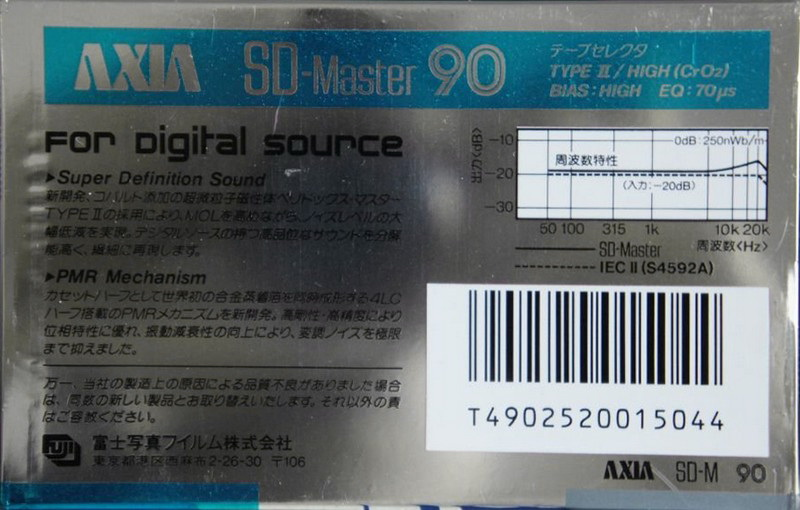 AXIA SD-Master 90
テープセレクタ
TYPE II/HIGH (CrO2)
BIAS: HIGH EQ: 70μs
For Digital source
▶Super Definition Sound
新開発、コバルト添加の超微粒子磁性体ベリドックス・マスター
TYPE IIの採用により、MOLを高めながら、ノイズレベルの大
幅低減を実現。デジタルソースの持つ高品位なサウンドを分解
能高く、繊細に再現します。
▶PMR Mechanism
カセットハーフとして世界初の合金蒸着箔を同時成形する4LC
ハーフ搭載のPMRメカニズムを新開発。高剛性・高精度により
位相特性に優れ、振動減衰性の向上により、変調ノイズを極限
まで抑えました。
万一、当社の製造上の原因による品質不良がありました場合
は、同数の新しい製品とお取り替えいたします。それ以外の責
はご容赦ください。
FUJI 富士写真フイルム株式会社
東京都港区西麻布2-26-30 〒106
0dB: 250nWb/m
周波数特性
(入力: -20dB)
-10
-20
-30
50 100 315 1k 10k 20k
周波数<Hz>
SD-Master
IEC II (S4592A)
T4902520015044
AXIA SD-M 90